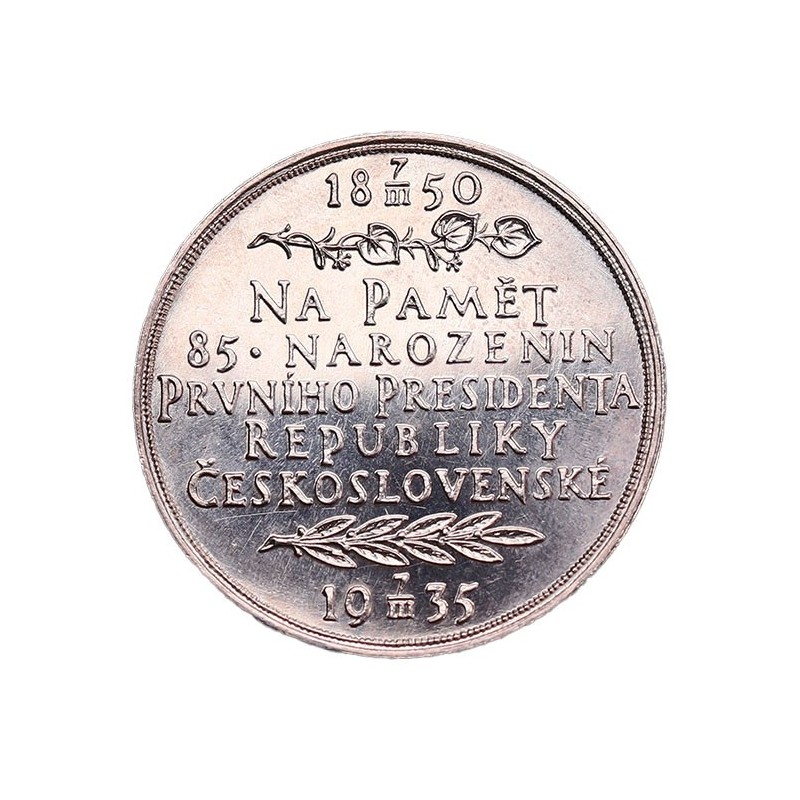 18 7/III 50
NA PAMĚT
85. NAROZENIN
PRVNÍHO PRESIDENTA
REPUBLIKY
ČESKOSLOVENSKÉ
19 7/III 35